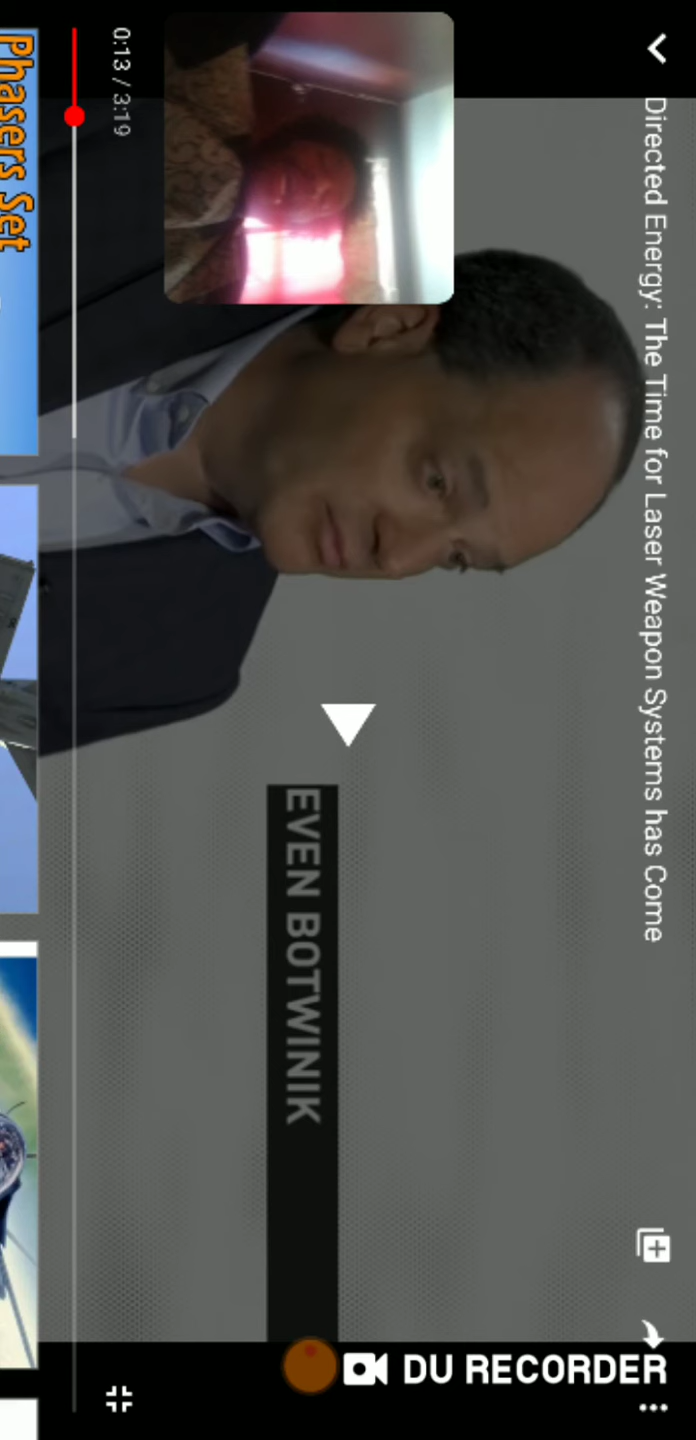 Directed Energy: The Time for Laser Weapon Systems has Come
EVEN BOTWINIK
0:13 / 3:19
Phasers Set
DU RECORDER